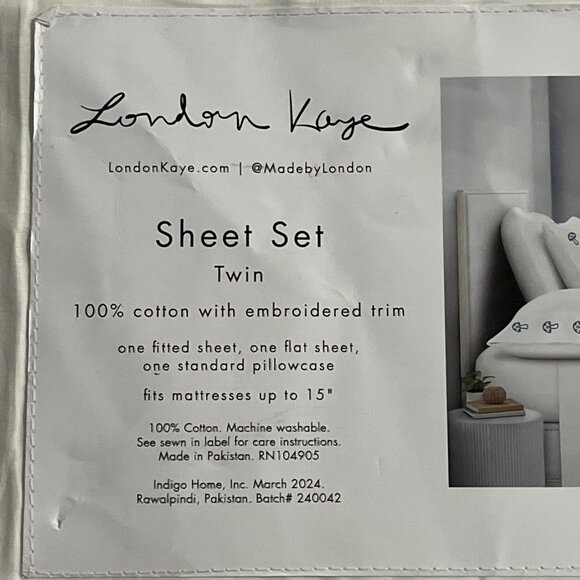 London Kaye
LondonKaye.com | @MadebyLondon
Sheet Set
Twin
100% cotton with embroidered trim
one fitted sheet, one flat sheet,
one standard pillowcase
fits mattresses up to 15"
100% Cotton. Machine washable.
See sewn in label for care instructions.
Made in Pakistan. RN104905
Indigo Home, Inc. March 2024.
Rawalpindi, Pakistan. Batch# 240042